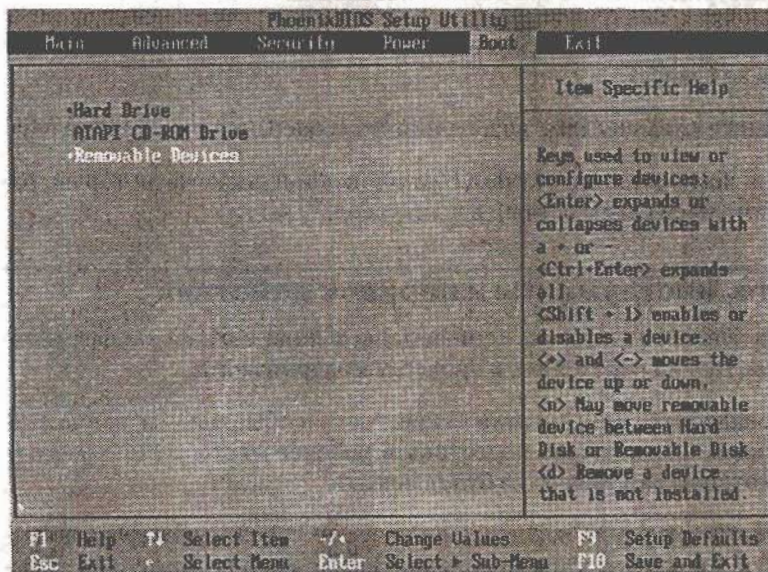 PhoenixBIOS Setup Utility
Main Advanced Security Power Boot Exit
+Hard Drive
ATAPI CD-ROM Drive
+Removable Devices
Item Specific Help
Keys used to view or
configure devices:
<Enter> expands or
collapses devices with
a + or -
<Ctrl+Enter> expands
all
<Shift + 1> enables or
disables a device.
<+> and <-> moves the
device up or down.
<n> May move removable
device between Hard
Disk or Removable Disk
<d> Remove a device
that is not installed.
F1 Help ↑↓ Select Item -/+ Change Values F9 Setup Defaults
Esc Exit Select Menu Enter Select ▶ Sub-Menu F10 Save and Exit